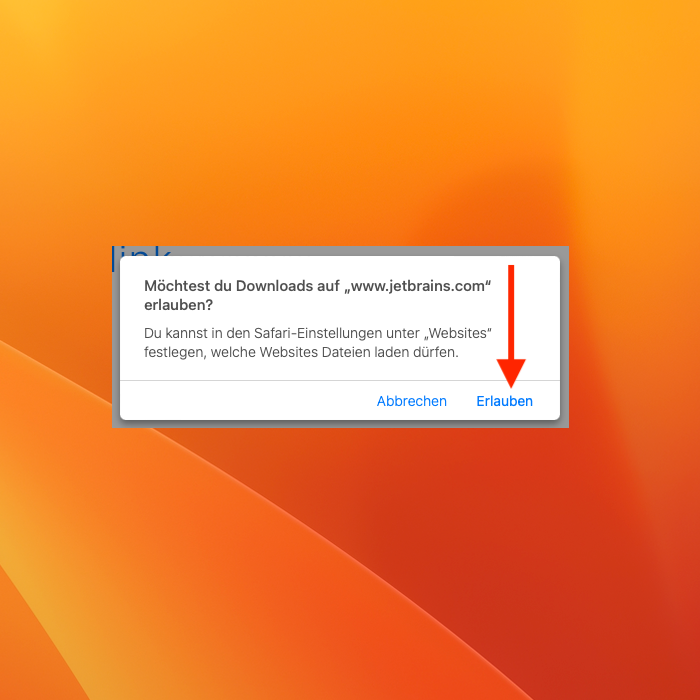 link
Möchtest du Downloads auf „www.jetbrains.com“
erlauben?
Du kannst in den Safari-Einstellungen unter „Websites“
festlegen, welche Websites Dateien laden dürfen.
Abbrechen Erlauben